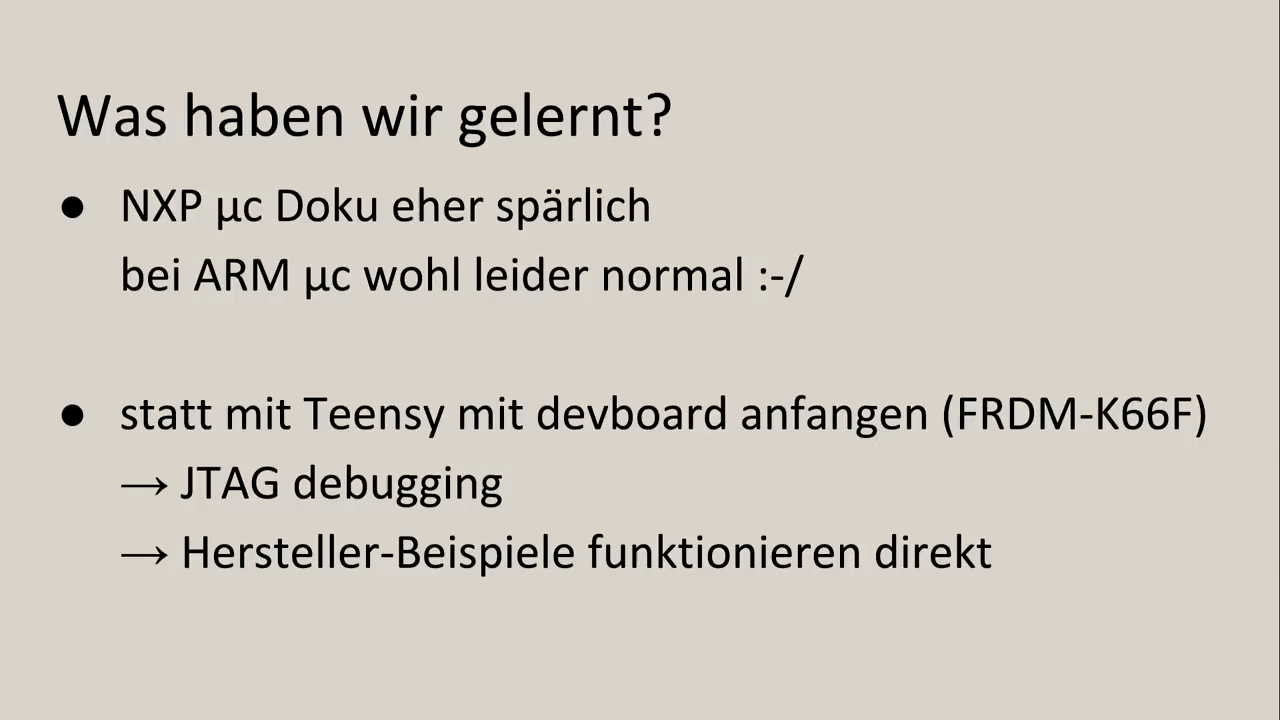 Was haben wir gelernt?
● NXP µc Doku eher spärlich
bei ARM µc wohl leider normal :-/
● statt mit Teensy mit devboard anfangen (FRDM-K66F)
→ JTAG debugging
→ Hersteller-Beispiele funktionieren direkt